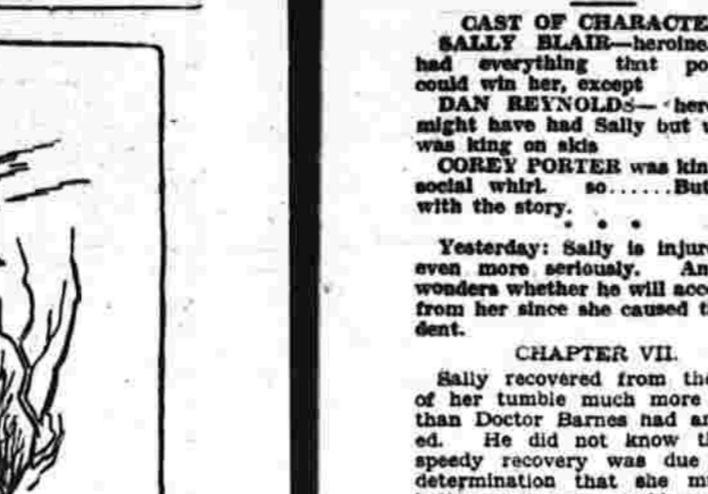 CAST OF CHARACTE
SALLY BLAIR—heroine.
had everything that po
could win her, except
DAN REYNOLDS— hero
might have had Sally but w
was king on skis
COREY PORTER was kin
social whirl. so......But
with the story.
* * *
Yesterday: Sally is injure
even more seriously. An
wonders whether he will acc
from her since she caused t
dent.
CHAPTER VII.
Sally recovered from the
of her tumble much more
than Doctor Barnes had an
ed. He did not know th
speedy recovery was due
determination that she mu